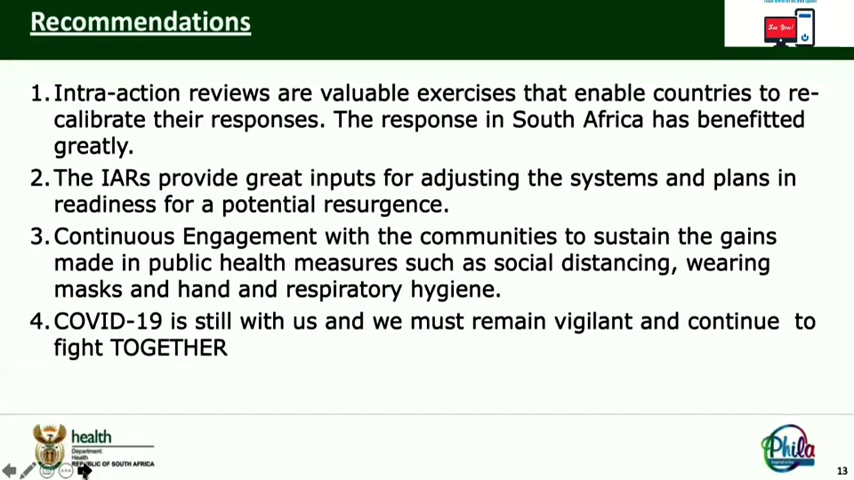 Recommendations
See You!
1. Intra-action reviews are valuable exercises that enable countries to re-
calibrate their responses. The response in South Africa has benefitted
greatly.
2. The IARs provide great inputs for adjusting the systems and plans in
readiness for a potential resurgence.
3. Continuous Engagement with the communities to sustain the gains
made in public health measures such as social distancing, wearing
masks and hand and respiratory hygiene.
4. COVID-19 is still with us and we must remain vigilant and continue to
fight TOGETHER
health
Department:
Health
REPUBLIC OF SOUTH AFRICA
Phila
13